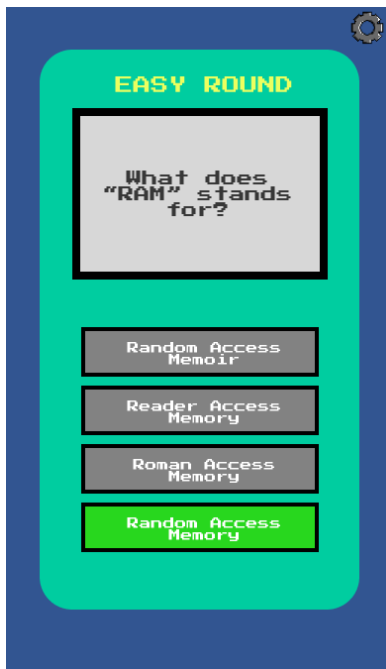 EASY ROUND
What does
“RAM” stands
for?
Random Access
Memoir
Reader Access
Memory
Roman Access
Memory
Random Access
Memory